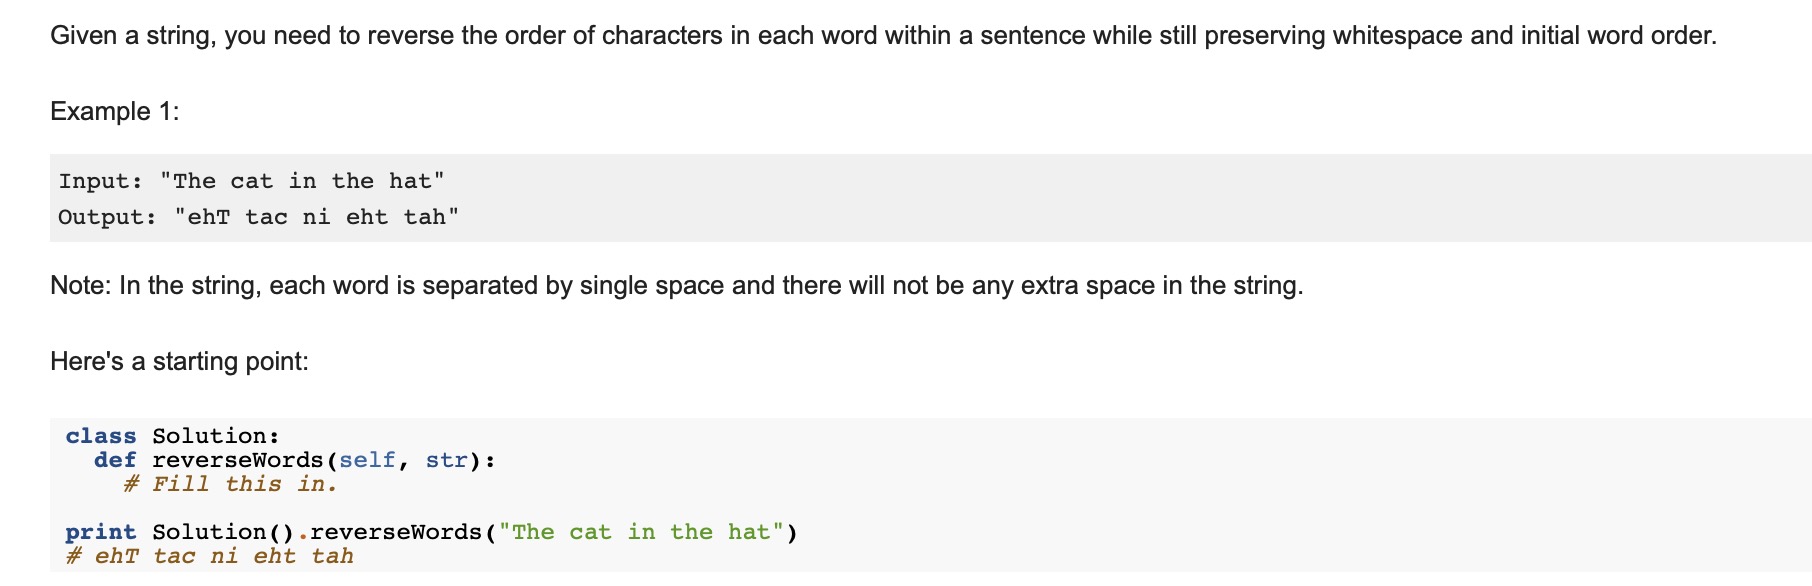 Given a string, you need to reverse the order of characters in each word within a sentence while still preserving whitespace and initial word order.
Example 1:
Input: "The cat in the hat"
Output: "ehT tac ni eht tah"
Note: In the string, each word is separated by single space and there will not be any extra space in the string.
Here's a starting point:
class Solution:
  def reverseWords(self, str):
    # Fill this in.
print Solution().reverseWords("The cat in the hat")
# ehT tac ni eht tah